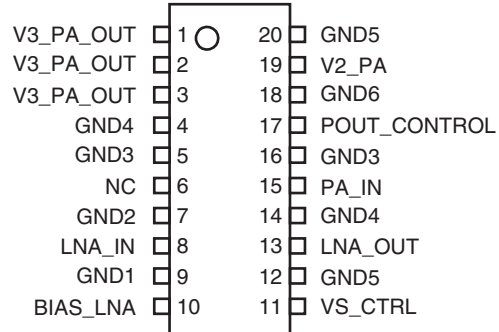 V3_PA_OUT 1 20 GND5
V3_PA_OUT 2 19 V2_PA
V3_PA_OUT 3 18 GND6
GND4 4 17 POUT_CONTROL
GND3 5 16 GND3
NC 6 15 PA_IN
GND2 7 14 GND4
LNA_IN 8 13 LNA_OUT
GND1 9 12 GND5
BIAS_LNA 10 11 VS_CTRL